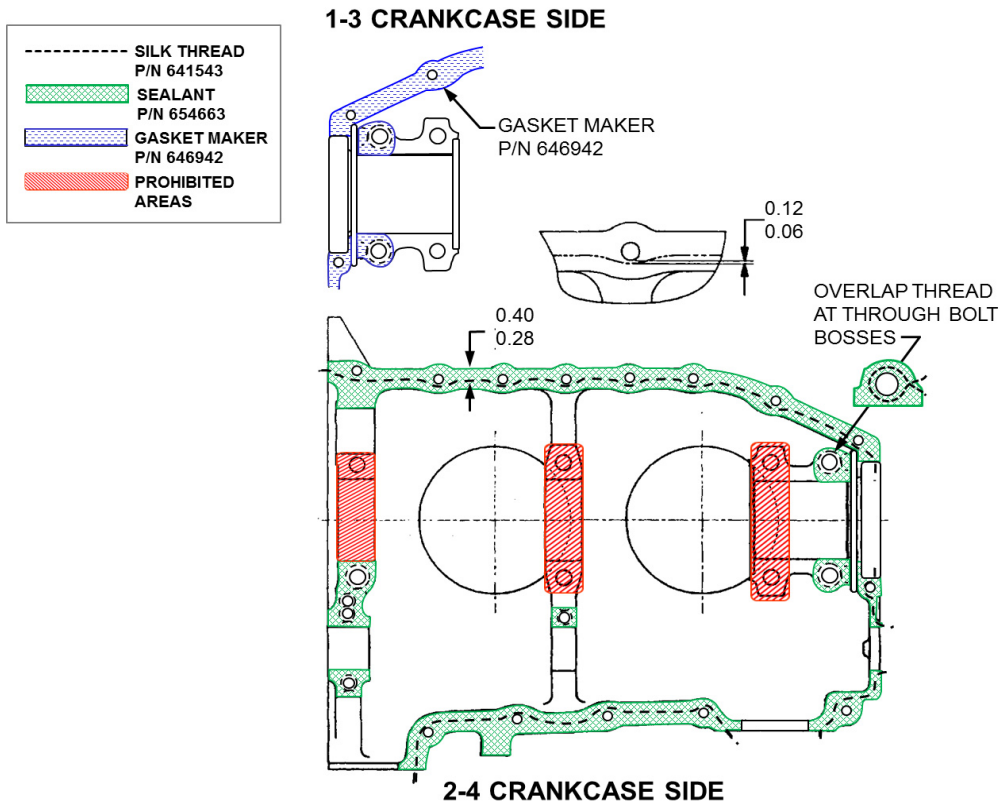 1-3 CRANKCASE SIDE
SILK THREAD
P/N 641543
SEALANT
P/N 654663
GASKET MAKER
P/N 646942
PROHIBITED
AREAS
GASKET MAKER
P/N 646942
0.12
0.06
OVERLAP THREAD
AT THROUGH BOLT
BOSSES
0.40
0.28
2-4 CRANKCASE SIDE